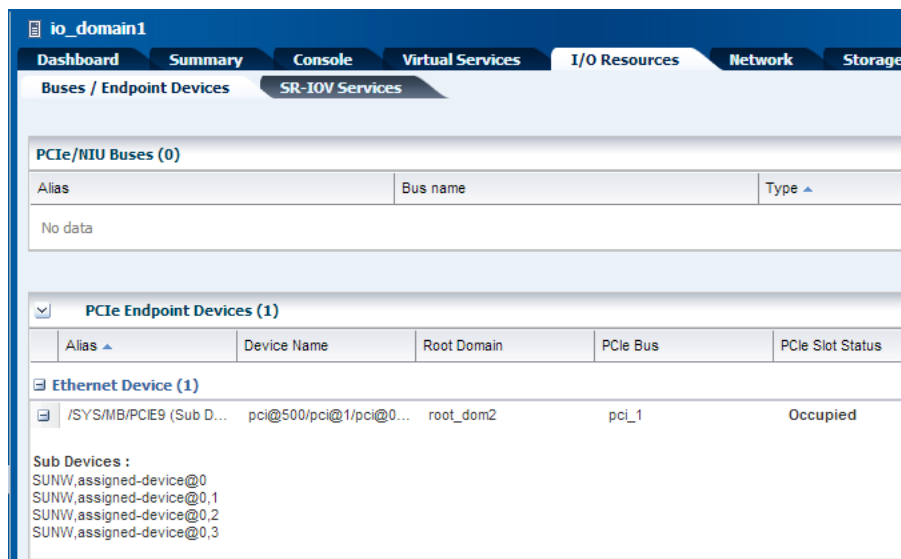 io_domain1
Dashboard Summary Console Virtual Services I/O Resources Network Storage
Buses / Endpoint Devices SR-IOV Services
PCIe/NIU Buses (0)
Alias Bus name Type
No data
PCIe Endpoint Devices (1)
Alias Device Name Root Domain PCIe Bus PCIe Slot Status
Ethernet Device (1)
/SYS/MB/PCIE9 (Sub D... pci@500/pci@1/pci@0... root_dom2 pci_1 Occupied
Sub Devices :
SUNW,assigned-device@0
SUNW,assigned-device@0,1
SUNW,assigned-device@0,2
SUNW,assigned-device@0,3